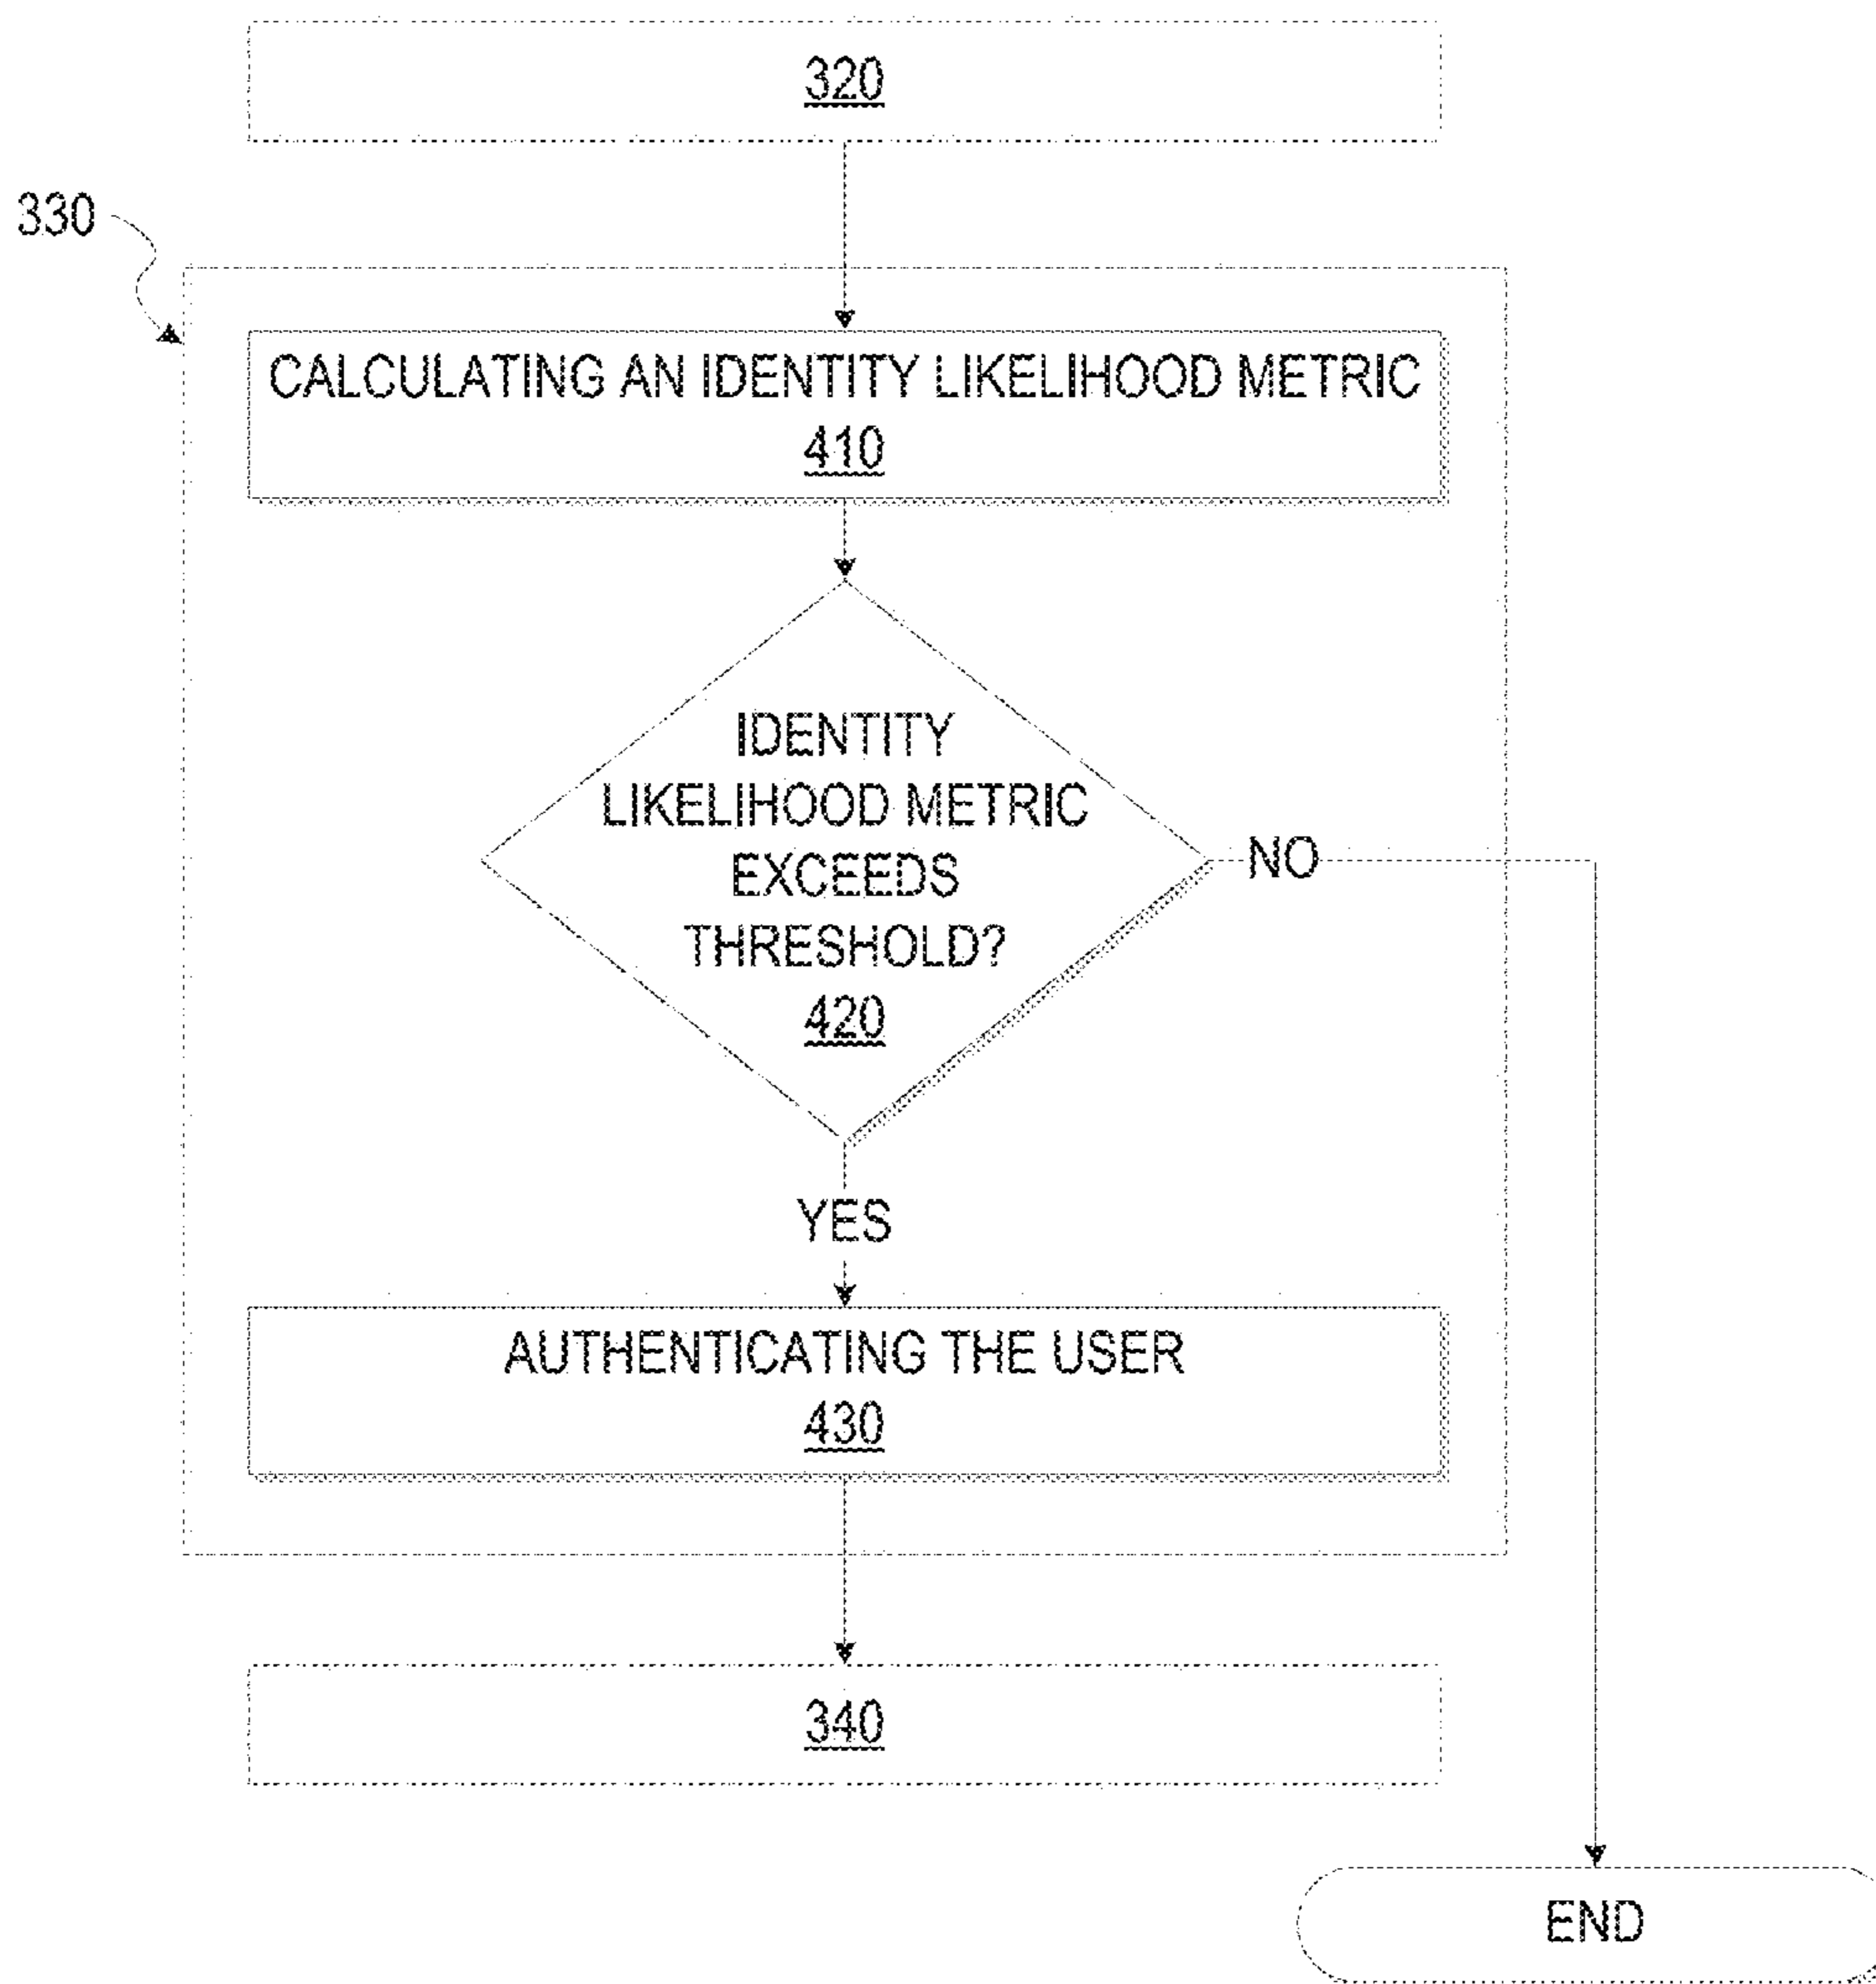 320
330
CALCULATING AN IDENTITY LIKELIHOOD METRIC
410
IDENTITY
LIKELIHOOD METRIC
EXCEEDS
THRESHOLD?
420
NO
YES
AUTHENTICATING THE USER
430
340
END